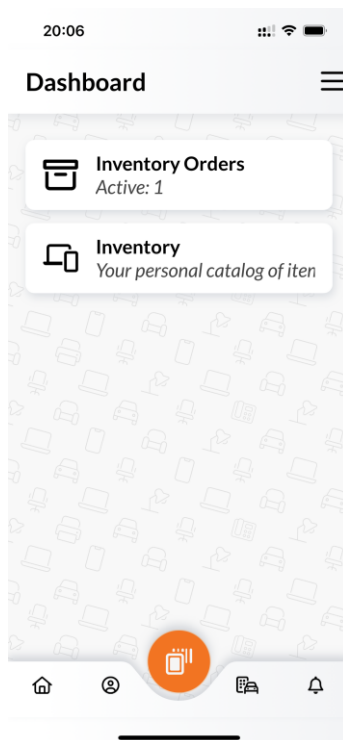 20:06
Dashboard
Inventory Orders
Active: 1
Inventory
Your personal catalog of iten